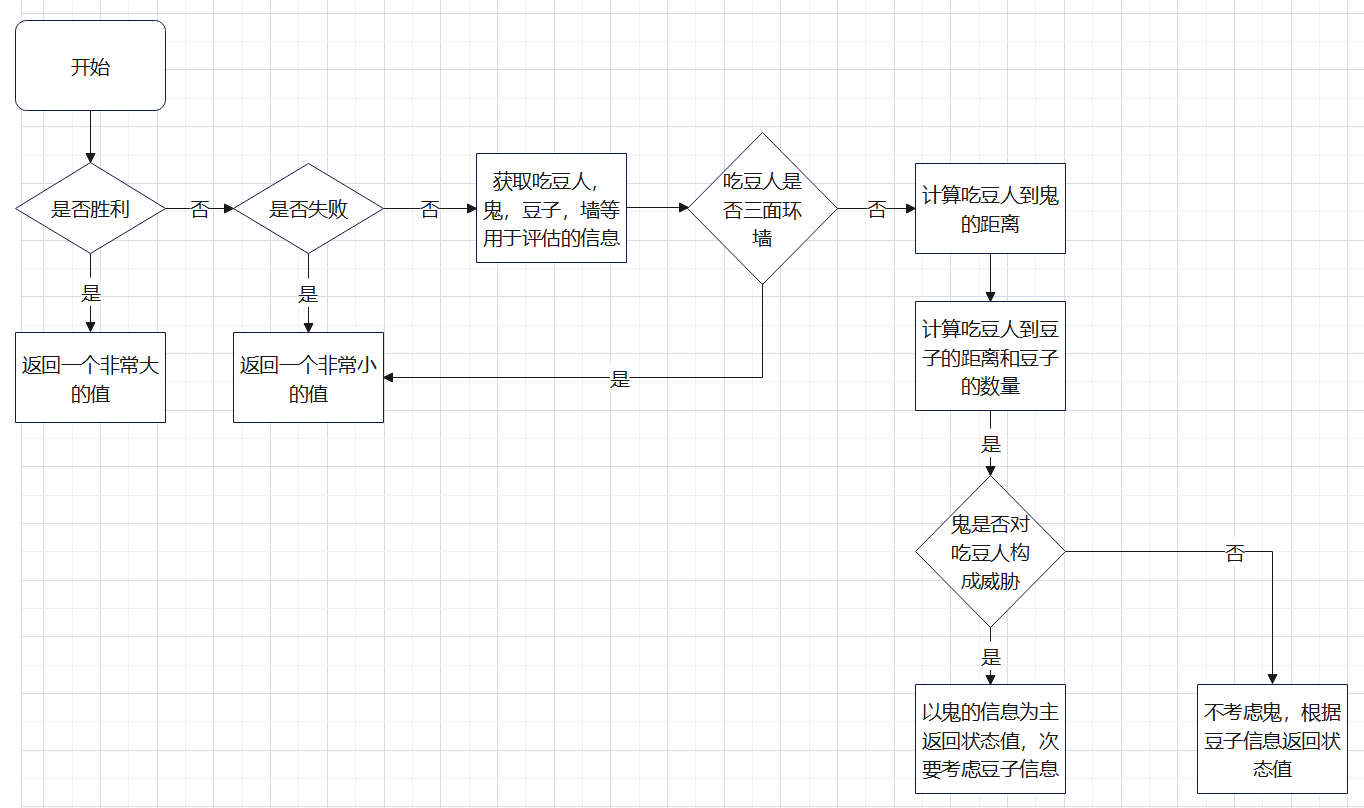 开始
是否胜利
否
是否失败
否
获取吃豆人，
鬼，豆子，墙等
用于评估的信息
吃豆人是
否三面环
墙
否
计算吃豆人到鬼
的距离
是
是
返回一个非常大
的值
返回一个非常小
的值
是
计算吃豆人到豆
子的距离和豆子
的数量
是
鬼是否对
吃豆人构
成威胁
否
是
以鬼的信息为主
返回状态值，次
要考虑豆子信息
不考虑鬼，根据
豆子信息返回状
态值